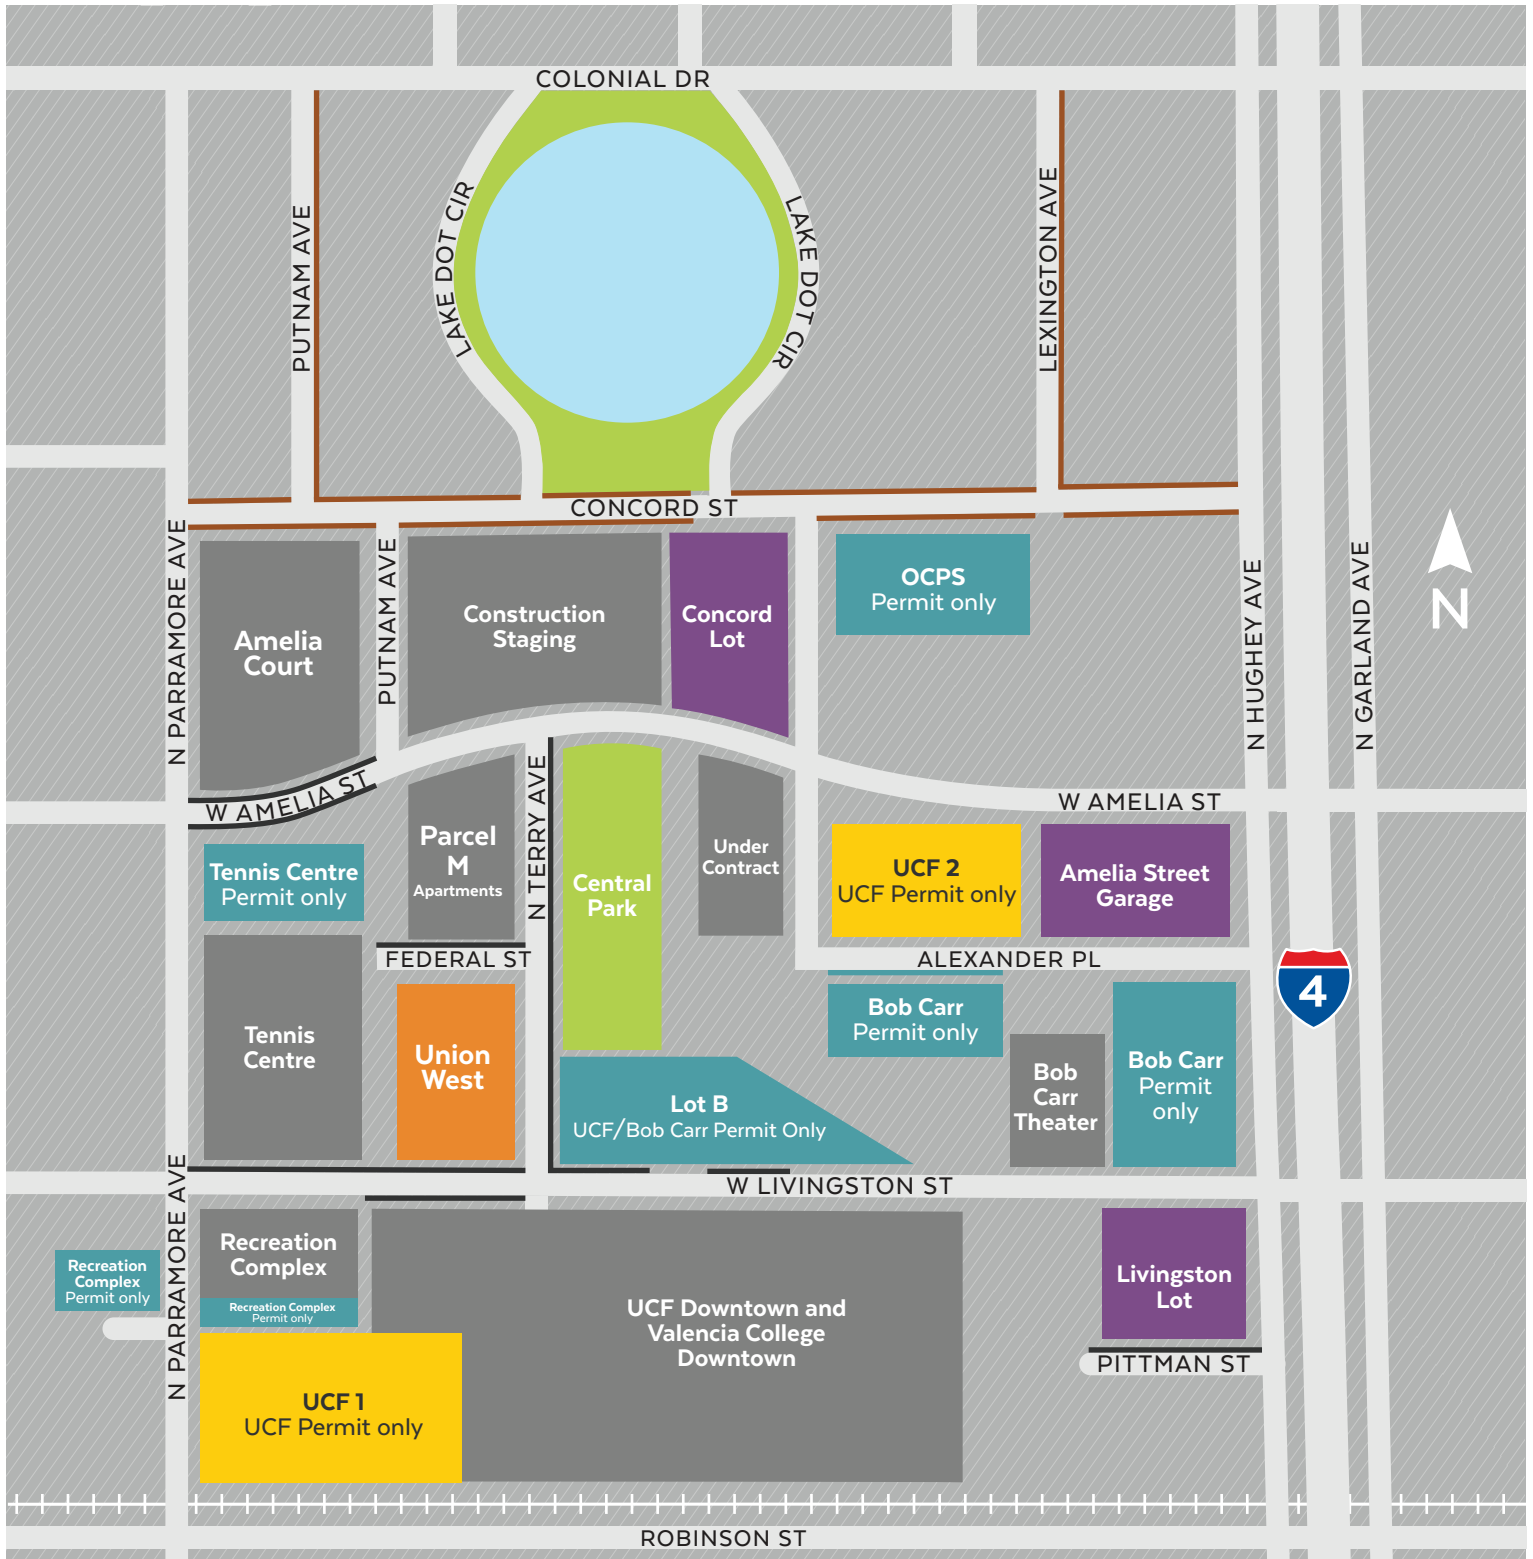 COLONIAL DR
LAKE DOT CIR
LAKE DOT CIR
PUTNAM AVE
LEXINGTON AVE
CONCORD ST
N PARRAMORE AVE
PUTNAM AVE
N HUGHEY AVE
N GARLAND AVE
N
Amelia
Court
Construction
Staging
Concord
Lot
OCPS
Permit only
W AMELIA ST
W AMELIA ST
Tennis Centre
Permit only
Parcel
M
Apartments
N TERRY AVE
Central
Park
Under
Contract
UCF 2
UCF Permit only
Amelia Street
Garage
FEDERAL ST
ALEXANDER PL
4
Tennis
Centre
Union
West
Lot B
UCF/Bob Carr Permit Only
Bob Carr
Permit only
Bob
Carr
Theater
Bob Carr
Permit
only
W LIVINGSTON ST
N PARRAMORE AVE
Recreation
Complex
Permit only
Recreation
Complex
Recreation Complex
Permit only
UCF Downtown and
Valencia College
Downtown
Livingston
Lot
PITTMAN ST
UCF 1
UCF Permit only
ROBINSON ST